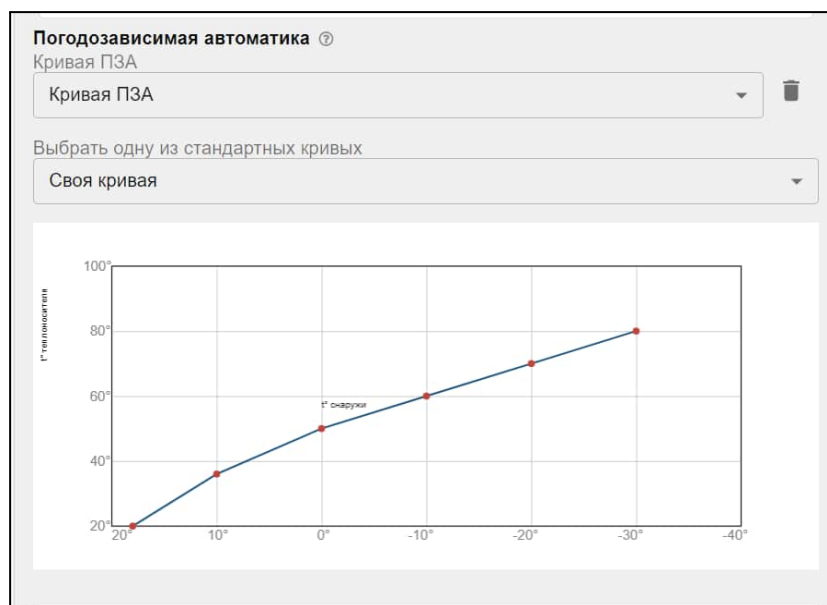 Погодозависимая автоматика ?
Кривая ПЗА
Кривая ПЗА
Выбрать одну из стандартных кривых
Своя кривая
100°
t° теплоносителя
80°
60°
t° снаружи
40°
20°
20° 10° 0° -10° -20° -30° -40°